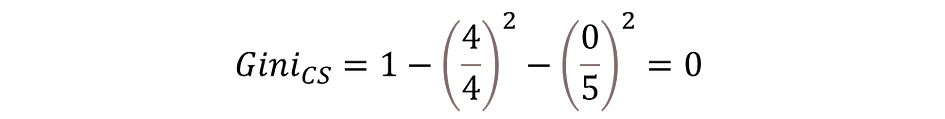 Gini_CS = 1 − (4/4)² − (0/5)² = 0